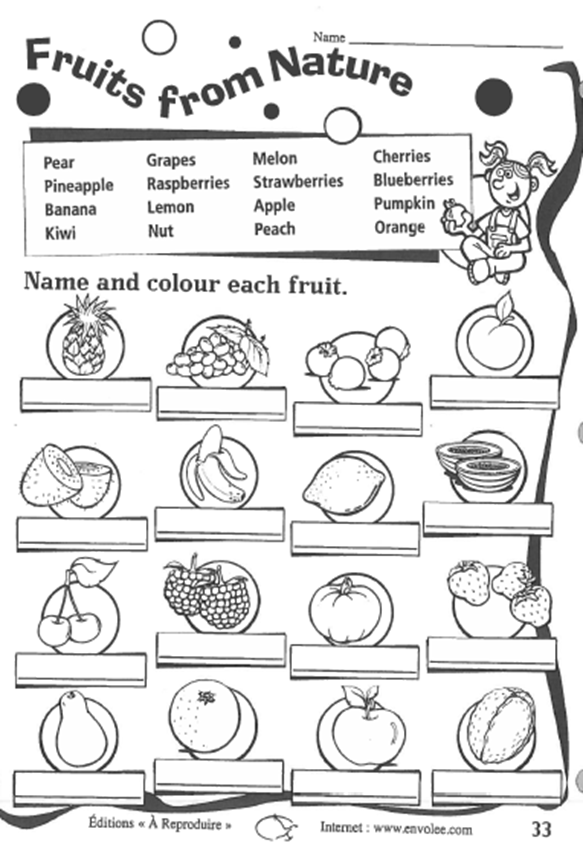 Name
Fruits from Nature
Pear Grapes Melon Cherries
Pineapple Raspberries Strawberries Blueberries
Banana Lemon Apple Pumpkin
Kiwi Nut Peach Orange
Name and colour each fruit.
Éditions « À Reproduire » Internet : www.envolee.com 33